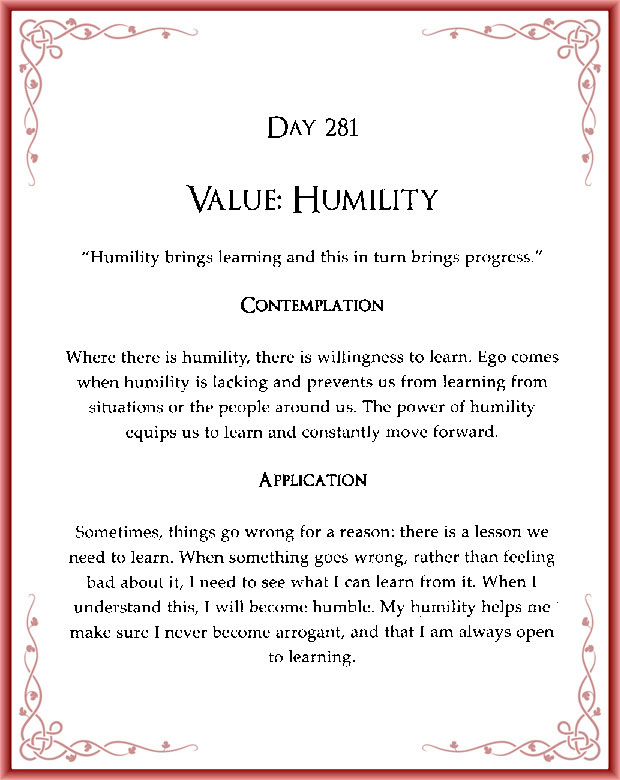 DAY 281
VALUE: HUMILITY
“Humility brings learning and this in turn brings progress.”
CONTEMPLATION
Where there is humility, there is willingness to learn. Ego comes
when humility is lacking and prevents us from learning from
situations or the people around us. The power of humility
equips us to learn and constantly move forward.
APPLICATION
Sometimes, things go wrong for a reason: there is a lesson we
need to learn. When something goes wrong, rather than feeling
bad about it, I need to see what I can learn from it. When I
understand this, I will become humble. My humility helps me
make sure I never become arrogant, and that I am always open
to learning.